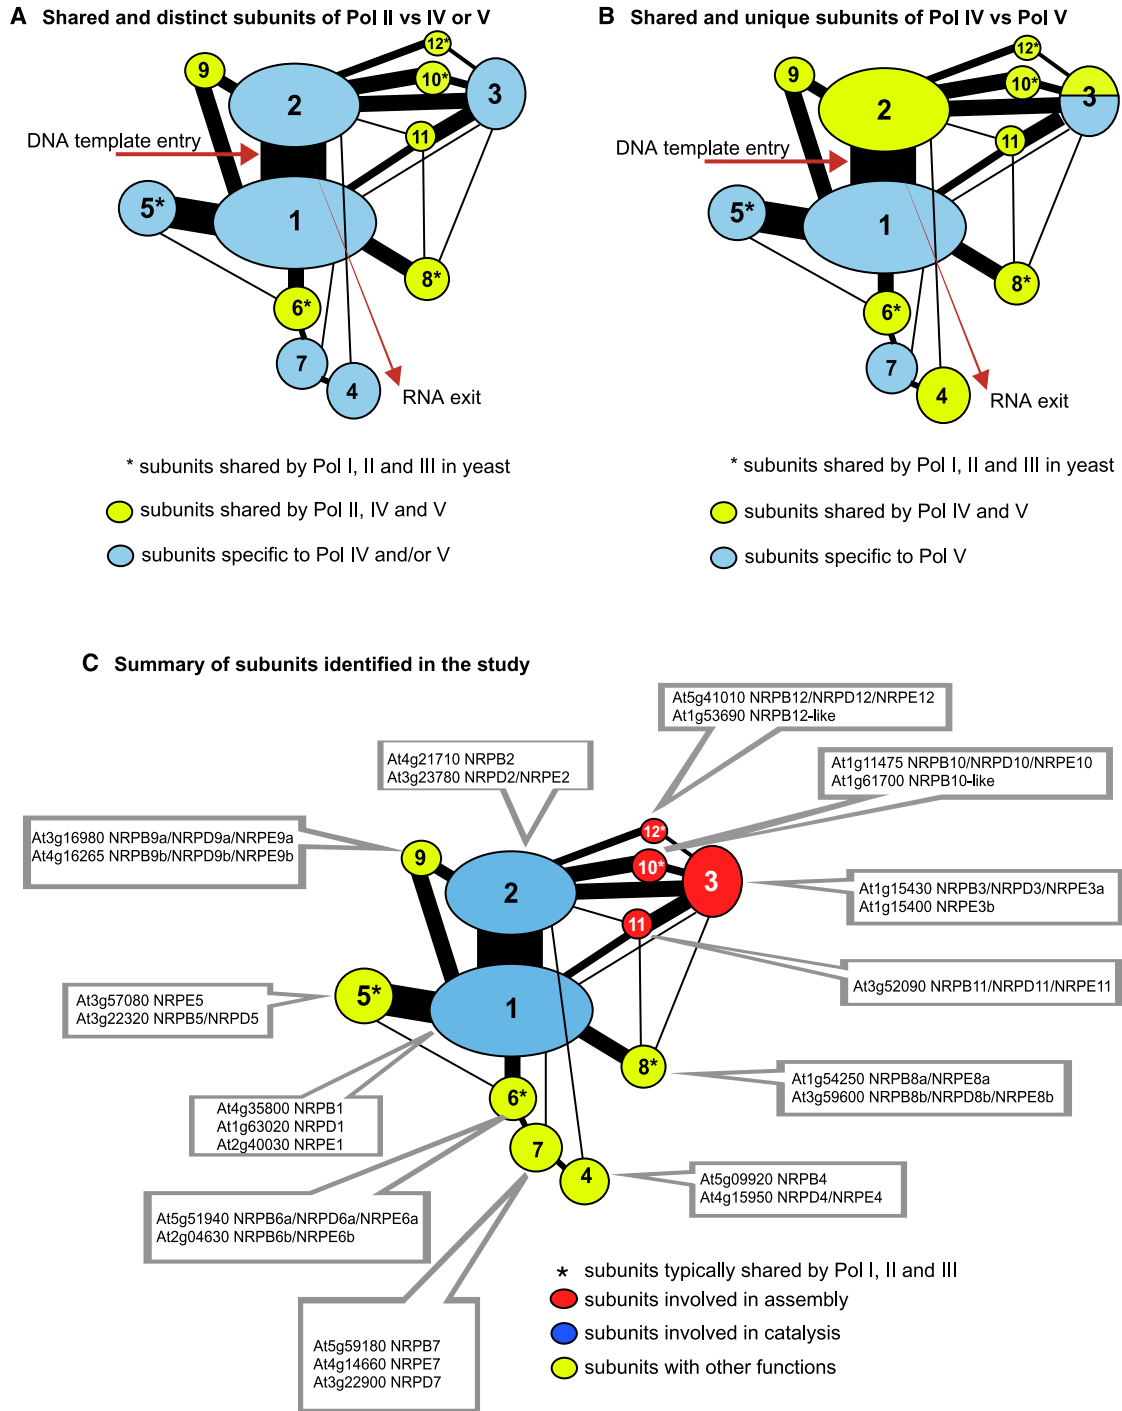 A Shared and distinct subunits of Pol II vs IV or V
12*
9
10*
2
3
11
DNA template entry
5*
1
8*
6*
7
4
RNA exit
* subunits shared by Pol I, II and III in yeast
subunits shared by Pol II, IV and V
subunits specific to Pol IV and/or V
B Shared and unique subunits of Pol IV vs Pol V
12*
9
10*
2
3
11
DNA template entry
5*
1
8*
6*
7
4
RNA exit
* subunits shared by Pol I, II and III in yeast
subunits shared by Pol IV and V
subunits specific to Pol V
C Summary of subunits identified in the study
At5g41010 NRPB12/NRPD12/NRPE12
At1g53690 NRPB12-like
At4g21710 NRPB2
At3g23780 NRPD2/NRPE2
At1g11475 NRPB10/NRPD10/NRPE10
At1g61700 NRPB10-like
At3g16980 NRPB9a/NRPD9a/NRPE9a
At4g16265 NRPB9b/NRPD9b/NRPE9b
12*
9
10*
2
3
11
At1g15430 NRPB3/NRPD3/NRPE3a
At1g15400 NRPE3b
At3g52090 NRPB11/NRPD11/NRPE11
At3g57080 NRPE5
At3g22320 NRPB5/NRPD5
5*
1
8*
At1g54250 NRPB8a/NRPE8a
At3g59600 NRPB8b/NRPD8b/NRPE8b
At4g35800 NRPB1
At1g63020 NRPD1
At2g40030 NRPE1
6*
7
4
At5g09920 NRPB4
At4g15950 NRPD4/NRPE4
At5g51940 NRPB6a/NRPD6a/NRPE6a
At2g04630 NRPB6b/NRPE6b
At5g59180 NRPB7
At4g14660 NRPE7
At3g22900 NRPD7
* subunits typically shared by Pol I, II and III
subunits involved in assembly
subunits involved in catalysis
subunits with other functions